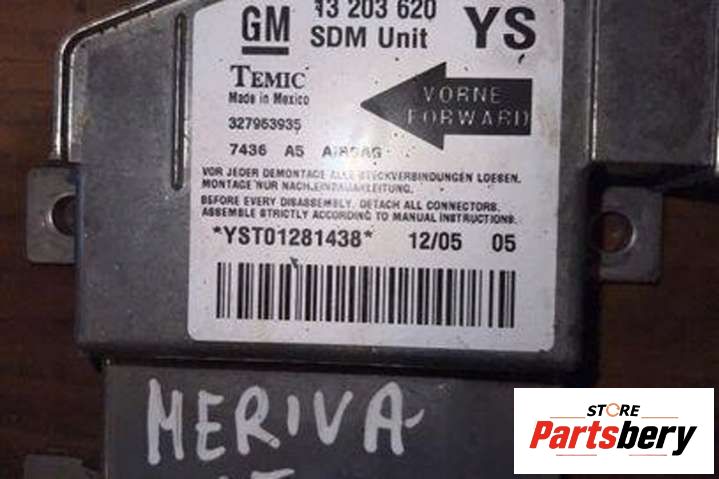 GM 13 203 620 YS
SDM Unit
TEMIC
Made in Mexico
VORNE
FORWARD
327963935
7436 A5 AIRBAG
VOR JEDER DEMONTAGE ALLE STECKVERBINDUNGEN LOESEN.
MONTAGE NUR NACH EINBAUANLEITUNG.
BEFORE EVERY DISASSEMBLY, DETACH ALL CONNECTORS.
ASSEMBLE STRICTLY ACCORDING TO MANUAL INSTRUCTIONS.
*YST01281438* 12/05 05
MERIVA
STORE
Partsbery